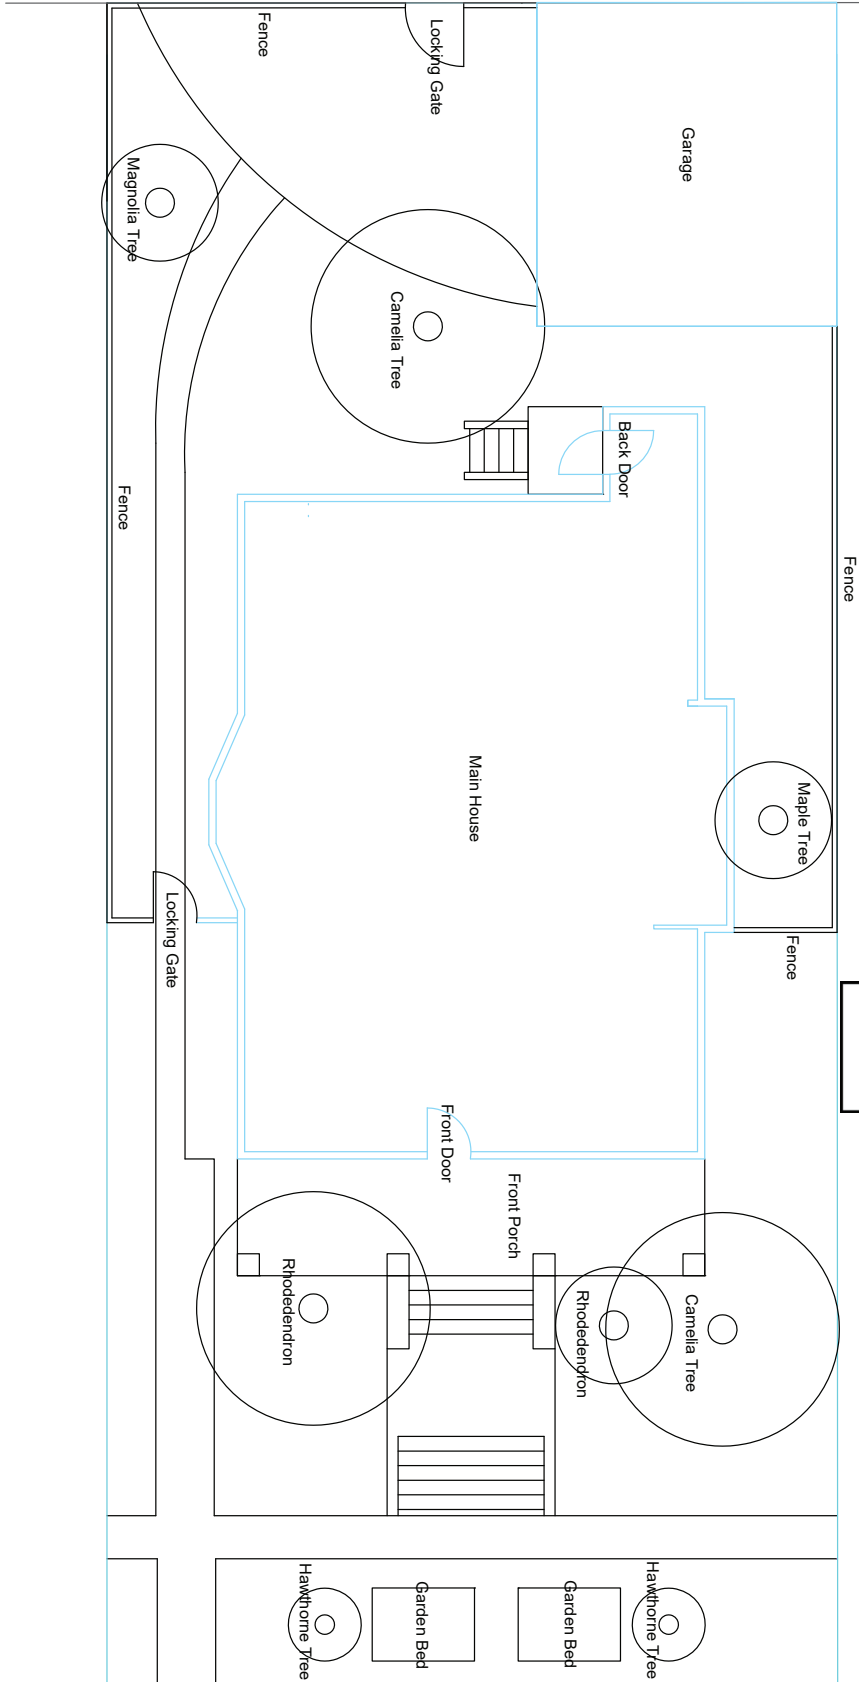 Fence
Locking Gate
Garage
Magnolia Tree
Camelia Tree
Back Door
Fence
Fence
Main House
Maple Tree
Locking Gate
Fence
Front Door
Front Porch
Rhodedendron
Rhodedendron
Camelia Tree
Hawthorne Tree
Garden Bed
Garden Bed
Hawthorne Tree